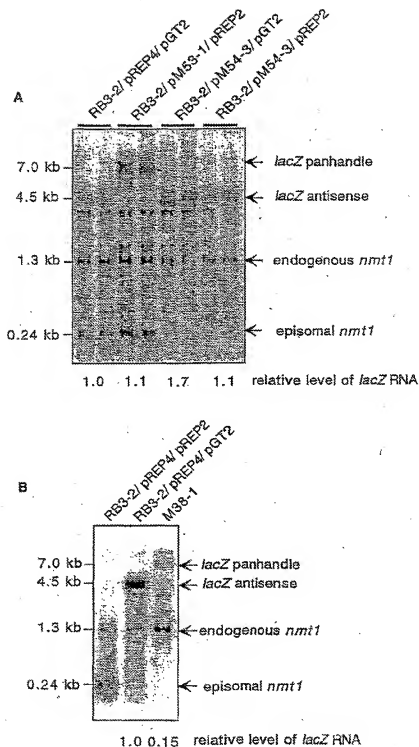 A
RB3-2/ pREP4/ pGT2
RB3-2/ pM53-1/ pREP2
RB3-2/ pM54-3/ pGT2
RB3-2/ pM54-3/ pREP2
7.0 kb
lacZ panhandle
4.5 kb
lacZ antisense
1.3 kb
endogenous nmt1
0.24 kb
episomal nmt1
1.0 1.1 1.7 1.1 relative level of lacZ RNA
B
RB3-2/ pREP4/ pREP2
RB3-2/ pREP4/ pGT2
M38-1
7.0 kb
lacZ panhandle
4.5 kb
lacZ antisense
1.3 kb
endogenous nmt1
0.24 kb
episomal nmt1
1.0 0.15 relative level of lacZ RNA